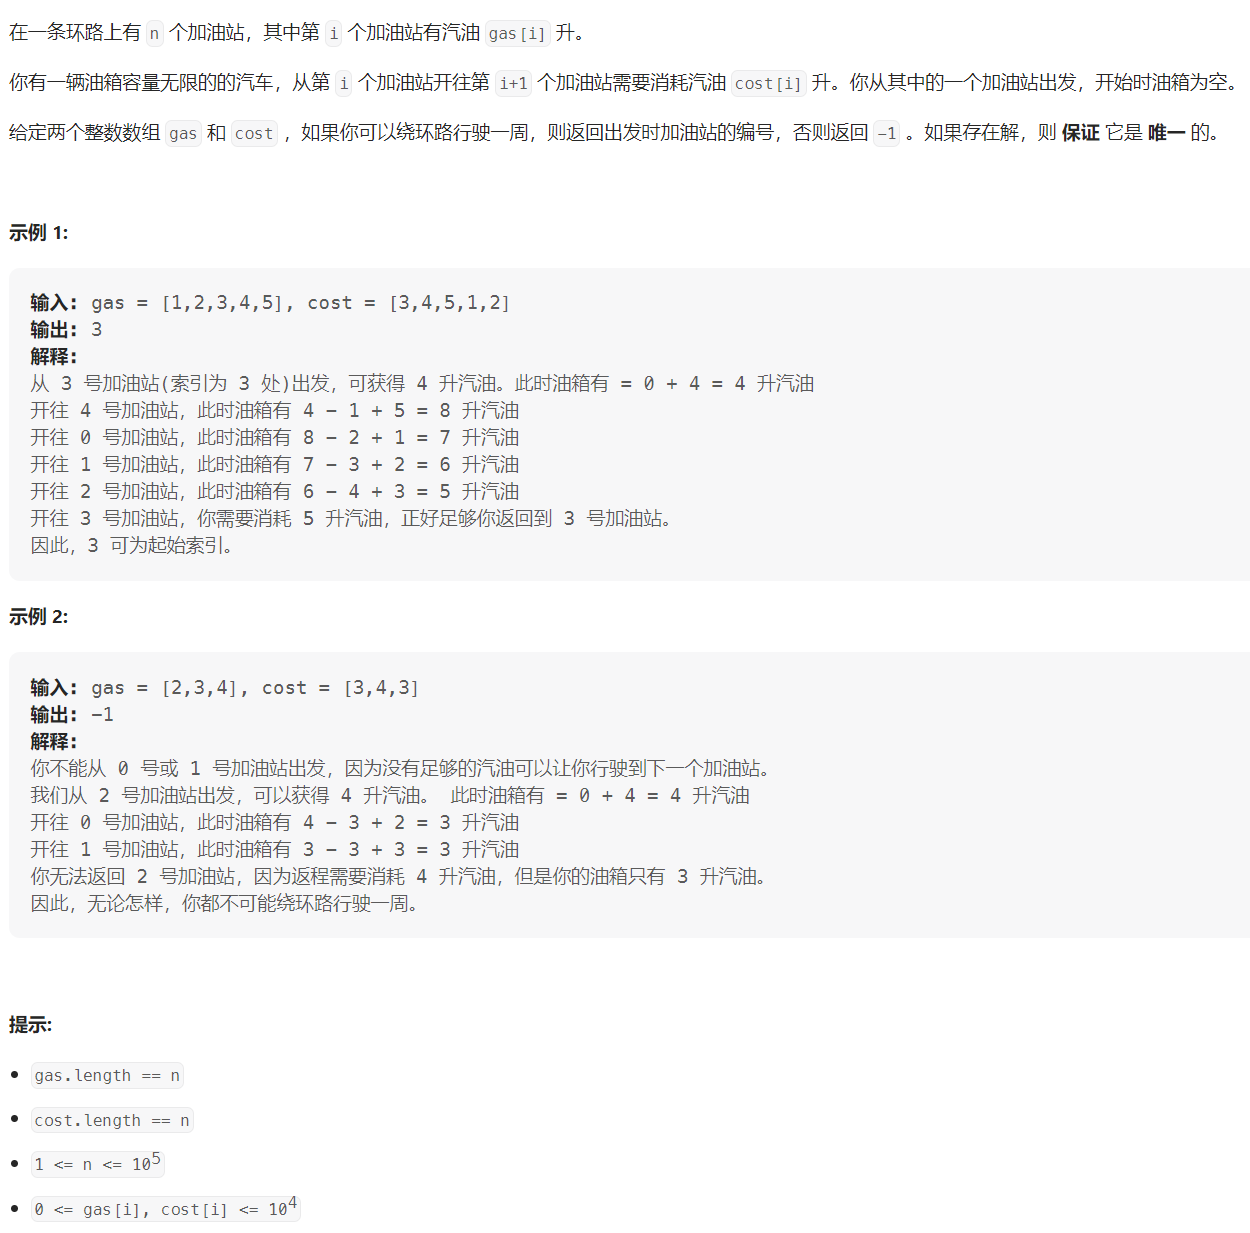 在一条环路上有 n 个加油站，其中第 i 个加油站有汽油 gas[i] 升。
你有一辆油箱容量无限的的汽车，从第 i 个加油站开往第 i+1 个加油站需要消耗汽油 cost[i] 升。你从其中的一个加油站出发，开始时油箱为空。
给定两个整数数组 gas 和 cost ，如果你可以绕环路行驶一周，则返回出发时加油站的编号，否则返回 -1 。如果存在解，则 保证 它是 唯一 的。
示例 1:
输入: gas = [1,2,3,4,5], cost = [3,4,5,1,2]
输出: 3
解释:
从 3 号加油站(索引为 3 处)出发，可获得 4 升汽油。此时油箱有 = 0 + 4 = 4 升汽油
开往 4 号加油站，此时油箱有 4 - 1 + 5 = 8 升汽油
开往 0 号加油站，此时油箱有 8 - 2 + 1 = 7 升汽油
开往 1 号加油站，此时油箱有 7 - 3 + 2 = 6 升汽油
开往 2 号加油站，此时油箱有 6 - 4 + 3 = 5 升汽油
开往 3 号加油站，你需要消耗 5 升汽油，正好足够你返回到 3 号加油站。
因此，3 可为起始索引。
示例 2:
输入: gas = [2,3,4], cost = [3,4,3]
输出: -1
解释:
你不能从 0 号或 1 号加油站出发，因为没有足够的汽油可以让你行驶到下一个加油站。
我们从 2 号加油站出发，可以获得 4 升汽油。 此时油箱有 = 0 + 4 = 4 升汽油
开往 0 号加油站，此时油箱有 4 - 3 + 2 = 3 升汽油
开往 1 号加油站，此时油箱有 3 - 3 + 3 = 3 升汽油
你无法返回 2 号加油站，因为返程需要消耗 4 升汽油，但是你的油箱只有 3 升汽油。
因此，无论怎样，你都不可能绕环路行驶一周。
提示:
• gas.length == n
• cost.length == n
• 1 <= n <= 10⁵
• 0 <= gas[i], cost[i] <= 10⁴